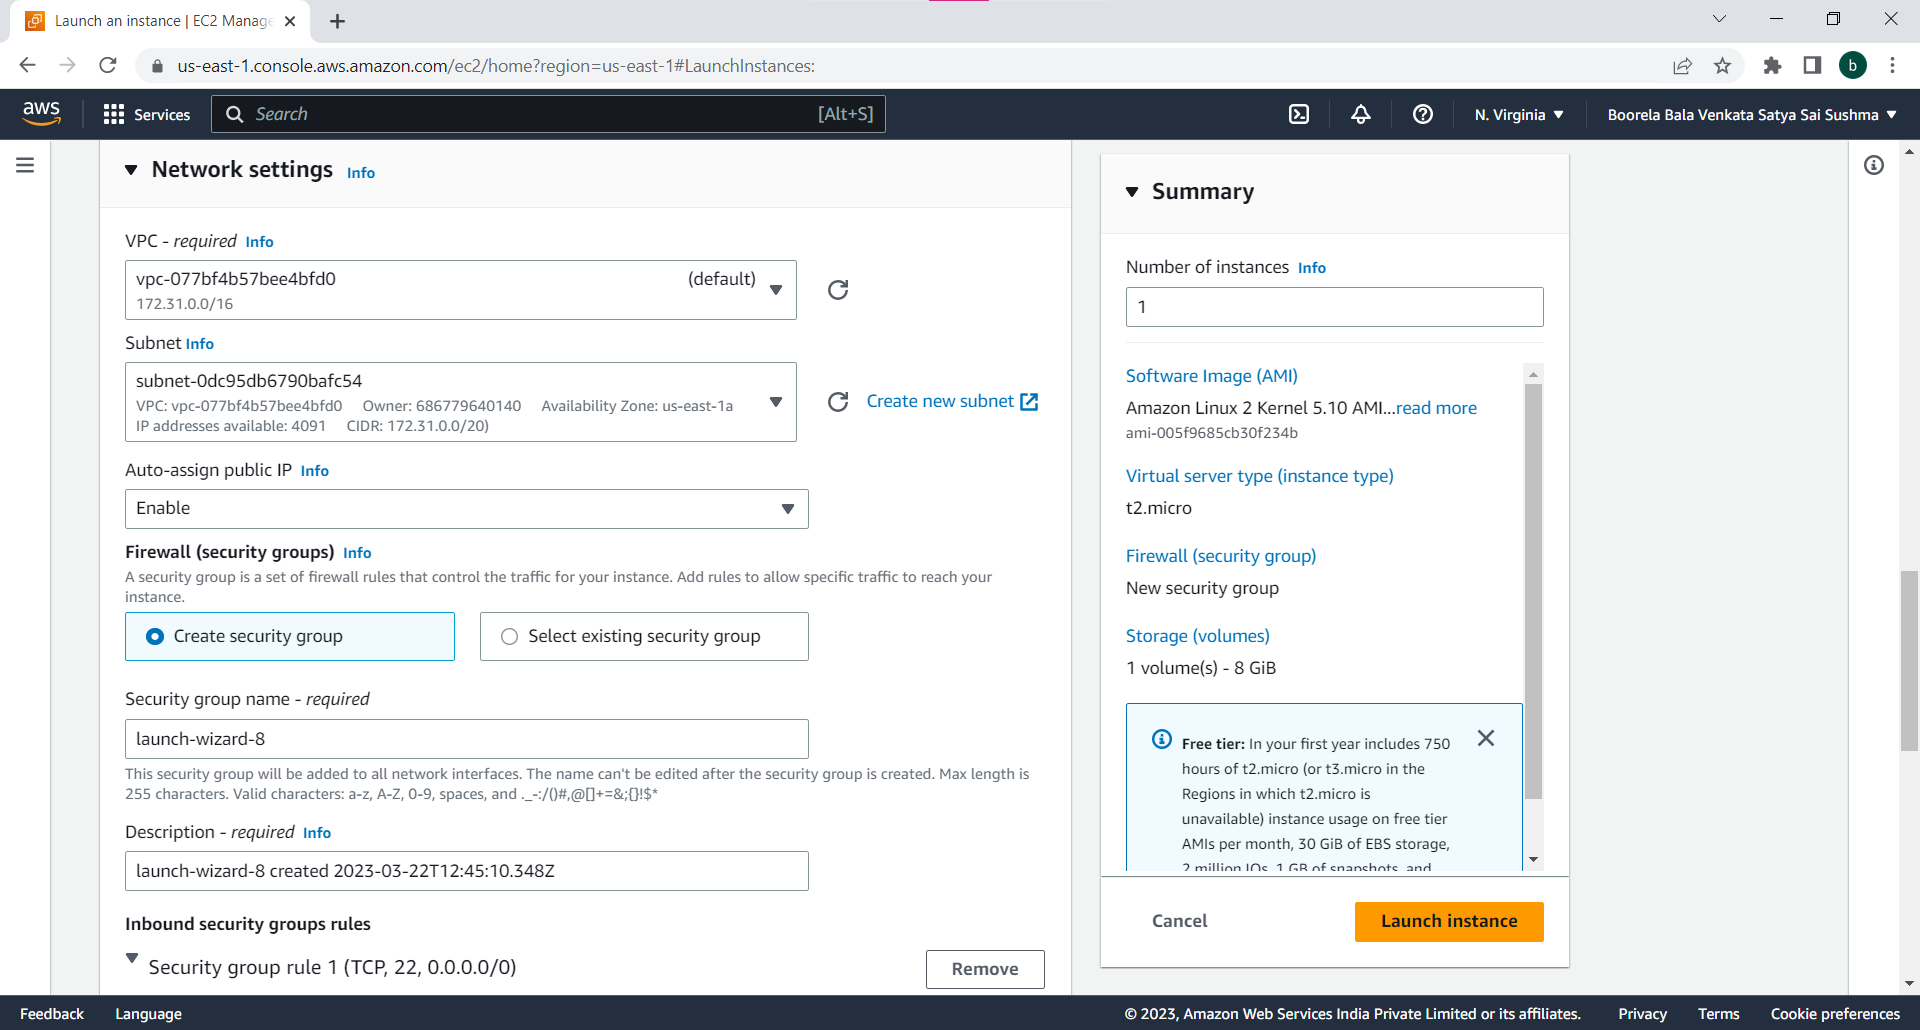 Launch an instance | EC2 Manage
us-east-1.console.aws.amazon.com/ec2/home?region=us-east-1#LaunchInstances:
b
aws
Services
Search
[Alt+S]
N. Virginia
Boorela Bala Venkata Satya Sai Sushma
Network settings Info
VPC - required Info
vpc-077bf4b57bee4bfd0 (default)
172.31.0.0/16
Subnet Info
subnet-0dc95db6790bafc54
VPC: vpc-077bf4b57bee4bfd0 Owner: 686779640140 Availability Zone: us-east-1a
IP addresses available: 4091 CIDR: 172.31.0.0/20)
Create new subnet
Auto-assign public IP Info
Enable
Firewall (security groups) Info
A security group is a set of firewall rules that control the traffic for your instance. Add rules to allow specific traffic to reach your
instance.
Create security group
Select existing security group
Security group name - required
launch-wizard-8
This security group will be added to all network interfaces. The name can't be edited after the security group is created. Max length is
255 characters. Valid characters: a-z, A-Z, 0-9, spaces, and ._-:/()#,@[]+=&;{}!$*
Description - required Info
launch-wizard-8 created 2023-03-22T12:45:10.348Z
Inbound security groups rules
Security group rule 1 (TCP, 22, 0.0.0.0/0)
Remove
Summary
Number of instances Info
1
Software Image (AMI)
Amazon Linux 2 Kernel 5.10 AMI...read more
ami-005f9685cb30f234b
Virtual server type (instance type)
t2.micro
Firewall (security group)
New security group
Storage (volumes)
1 volume(s) - 8 GiB
Free tier: In your first year includes 750
hours of t2.micro (or t3.micro in the
Regions in which t2.micro is
unavailable) instance usage on free tier
AMIs per month, 30 GiB of EBS storage,
2 million IOs, 1 GB of snapshots, and
Cancel
Launch instance
Feedback
Language
© 2023, Amazon Web Services India Private Limited or its affiliates.
Privacy
Terms
Cookie preferences